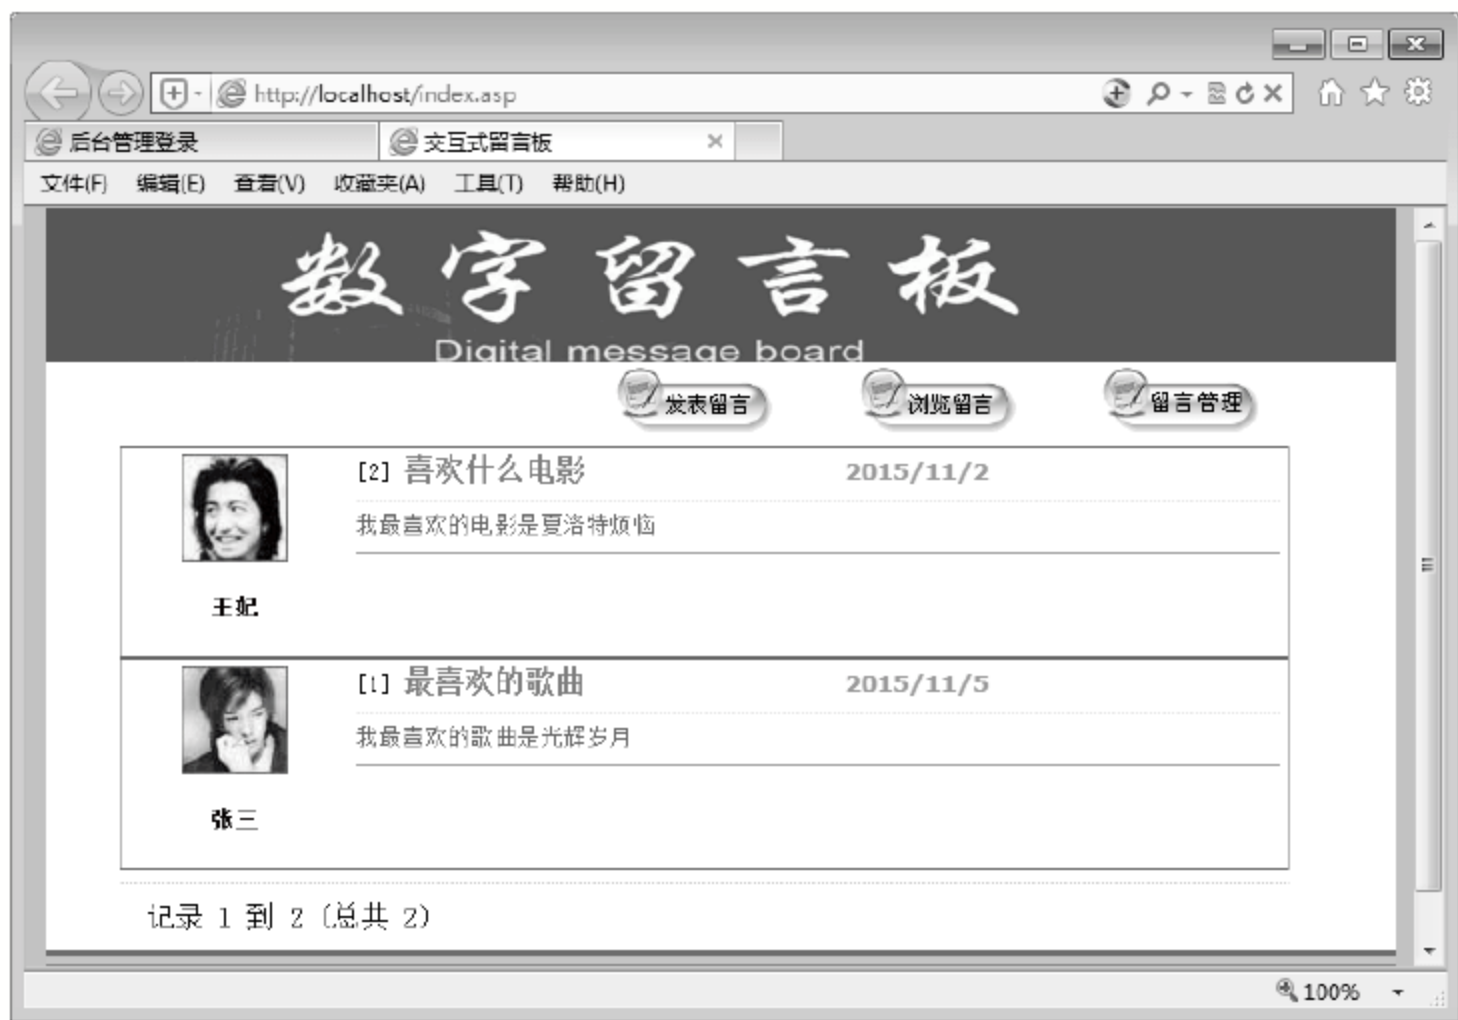 http://localhost/index.asp
后台管理登录 交互式留言板
文件(F) 编辑(E) 查看(V) 收藏夹(A) 工具(T) 帮助(H)
数字留言板
Digital message board
发表留言 浏览留言 留言管理
[2] 喜欢什么电影 2015/11/2
我最喜欢的电影是夏洛特烦恼
王妃
[1] 最喜欢的歌曲 2015/11/5
我最喜欢的歌曲是光辉岁月
张三
记录 1 到 2 (总共 2)
100%